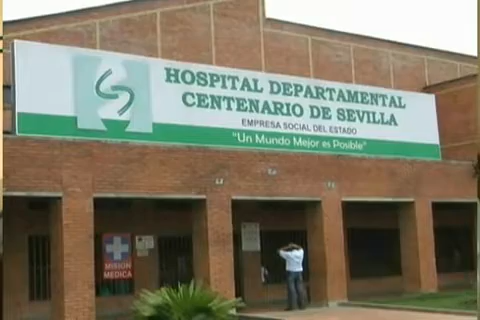 HOSPITAL DEPARTAMENTAL
CENTENARIO DE SEVILLA
EMPRESA SOCIAL DEL ESTADO
"Un Mundo Mejor es Posible"
MISION
MEDICA